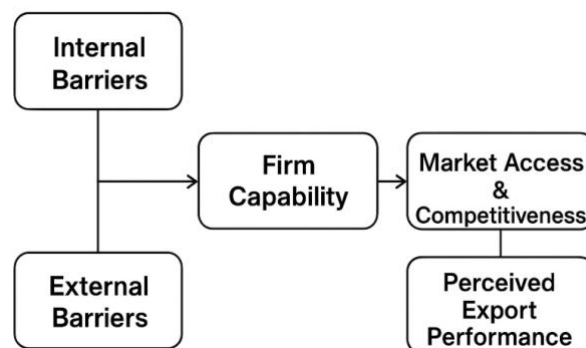 Internal
Barriers
Firm
Capability
Market Access
&
Competitiveness
External
Barriers
Perceived
Export
Performance